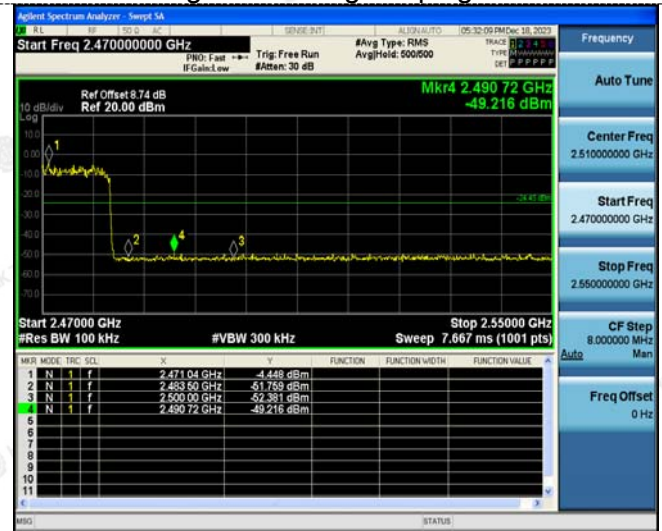 Agilent Spectrum Analyzer - Swept SA
RL RF 50 Ω AC SENSE:INT ALIGNAUTO 05:32:09 PM Dec 18, 2023
Start Freq 2.470000000 GHz
#Avg Type: RMS
TRACE 1 2 3 4 5 6
PNO: Fast Trig: Free Run Avg|Hold: 500/500
TYPE
IFGain:Low #Atten: 30 dB
DET P P P P P P
Frequency
Auto Tune
Center Freq
2.510000000 GHz
Start Freq
2.470000000 GHz
Stop Freq
2.550000000 GHz
CF Step
8.000000 MHz
Auto Man
Freq Offset
0 Hz
Mkr4 2.490 72 GHz
-49.216 dBm
Ref Offset 8.74 dB
10 dB/div Ref 20.00 dBm
Log
10.0
0.00
-10.0
-20.0
-30.0
-40.0
-50.0
-60.0
-70.0
1
2
4
3
Start 2.47000 GHz Stop 2.55000 GHz
#Res BW 100 kHz #VBW 300 kHz Sweep 7.667 ms (1001 pts)
MKR MODE TRC SCL X Y FUNCTION FUNCTION WIDTH FUNCTION VALUE
1 N 1 f 2.471 04 GHz -4.448 dBm
2 N 1 f 2.483 50 GHz -51.759 dBm
3 N 1 f 2.500 00 GHz -52.381 dBm
4 N 1 f 2.490 72 GHz -49.216 dBm
5
6
7
8
9
10
11
MSG STATUS